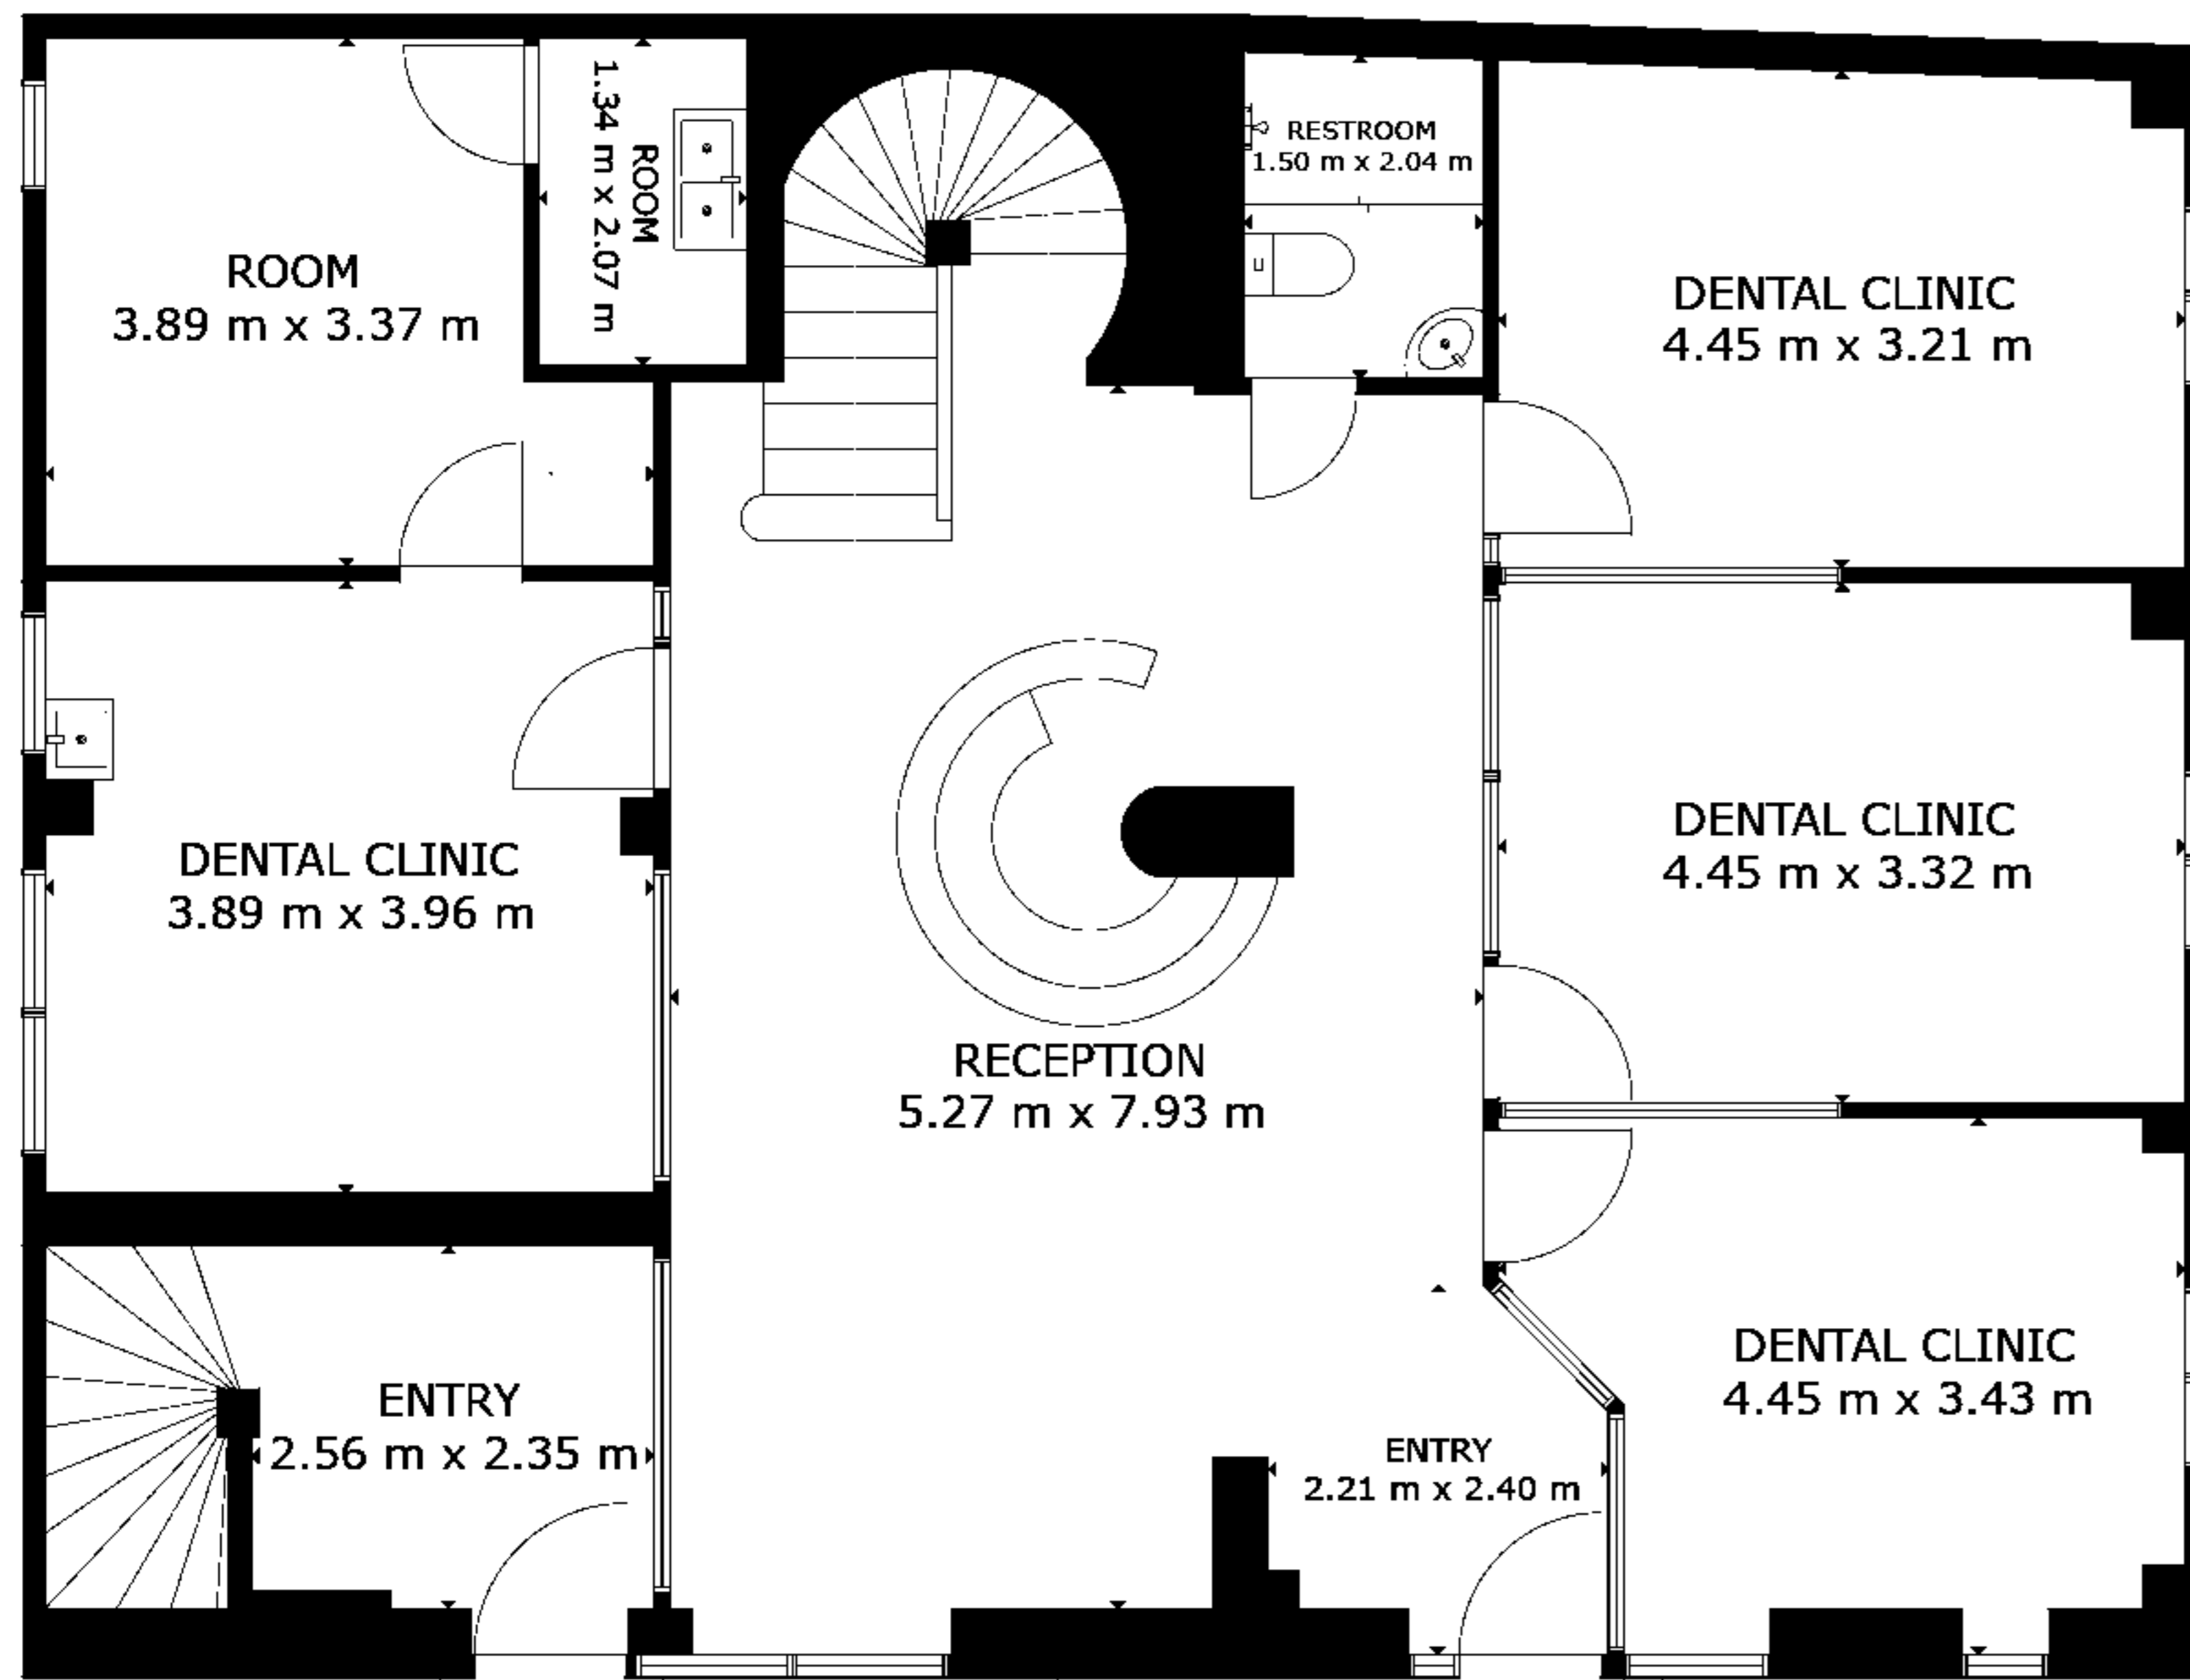 ROOM
3.89 m x 3.37 m
ROOM
1.34 m x 2.07 m
RESTROOM
1.50 m x 2.04 m
DENTAL CLINIC
4.45 m x 3.21 m
DENTAL CLINIC
3.89 m x 3.96 m
DENTAL CLINIC
4.45 m x 3.32 m
RECEPTION
5.27 m x 7.93 m
ENTRY
2.56 m x 2.35 m
ENTRY
2.21 m x 2.40 m
DENTAL CLINIC
4.45 m x 3.43 m